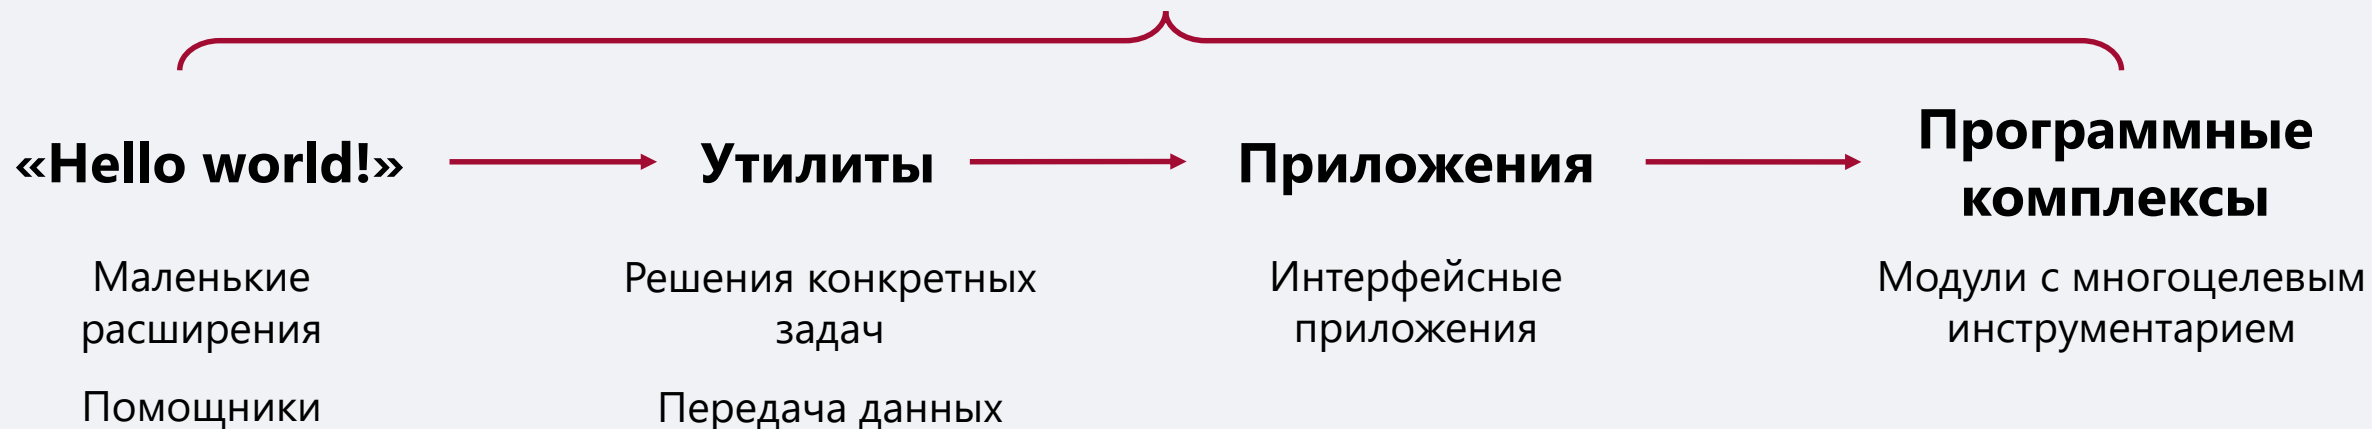 «Hello world!»
Маленькие
расширения
Помощники
Утилиты
Решения конкретных
задач
Передача данных
Приложения
Интерфейсные
приложения
Программные
комплексы
Модули с многоцелевым
инструментарием